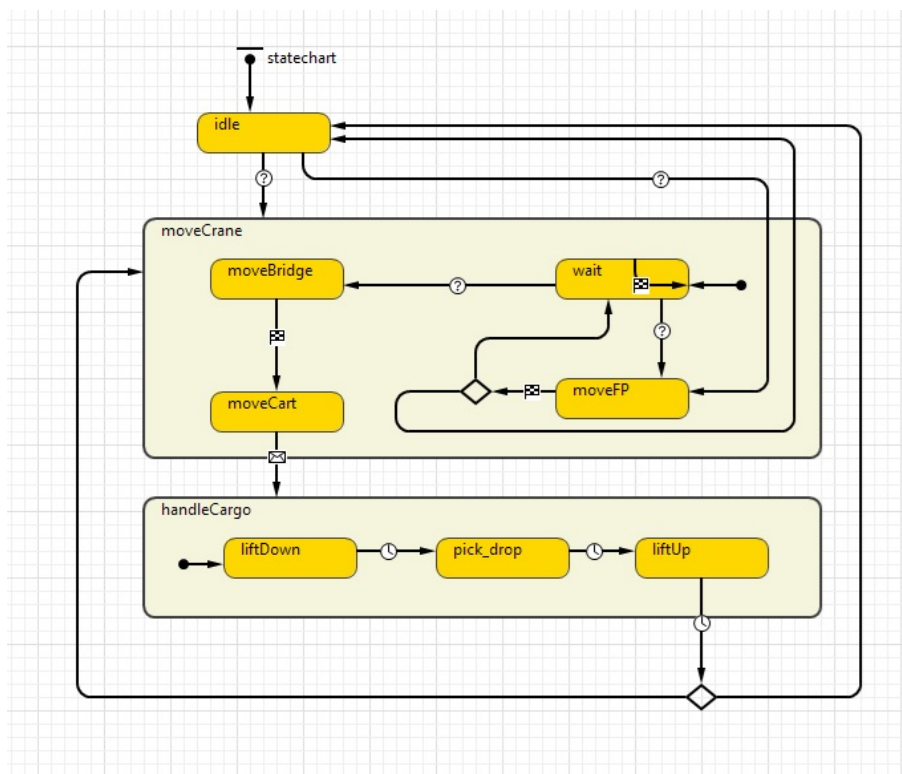 statechart
idle
moveCrane
moveBridge
wait
moveCart
moveFP
handleCargo
liftDown
pick_drop
liftUp